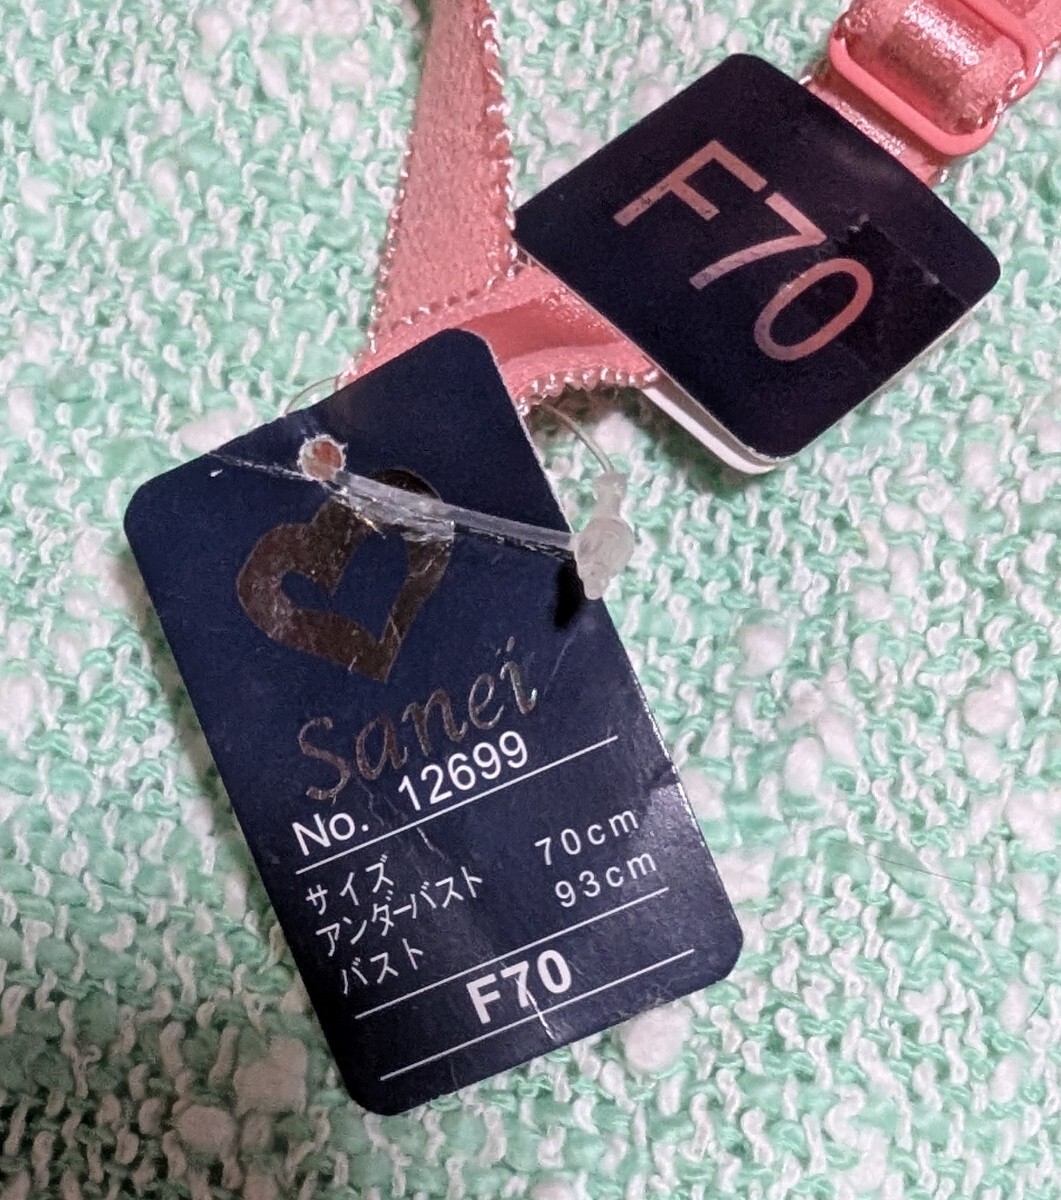 F70
Sanei
No. 12699
サイズ
アンダーバスト 70cm
バスト 93cm
F70